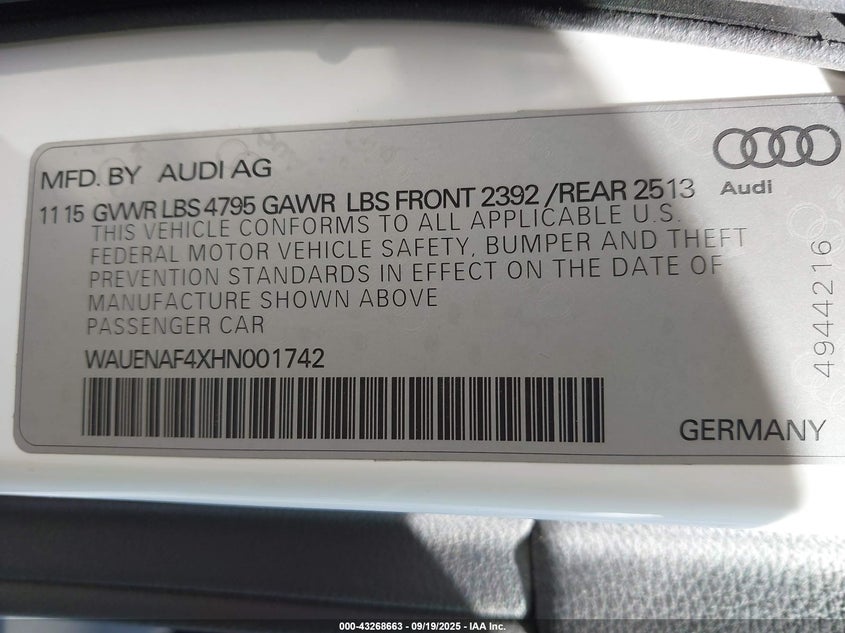 MFD. BY AUDI AG
Audi
11 15 GVWR LBS 4795 GAWR LBS FRONT 2392 /REAR 2513
THIS VEHICLE CONFORMS TO ALL APPLICABLE U.S.
FEDERAL MOTOR VEHICLE SAFETY, BUMPER AND THEFT
PREVENTION STANDARDS IN EFFECT ON THE DATE OF
MANUFACTURE SHOWN ABOVE
PASSENGER CAR
WAUENAF4XHN001742
4944216
GERMANY
000-43268663 - 09/19/2025 - IAA Inc.